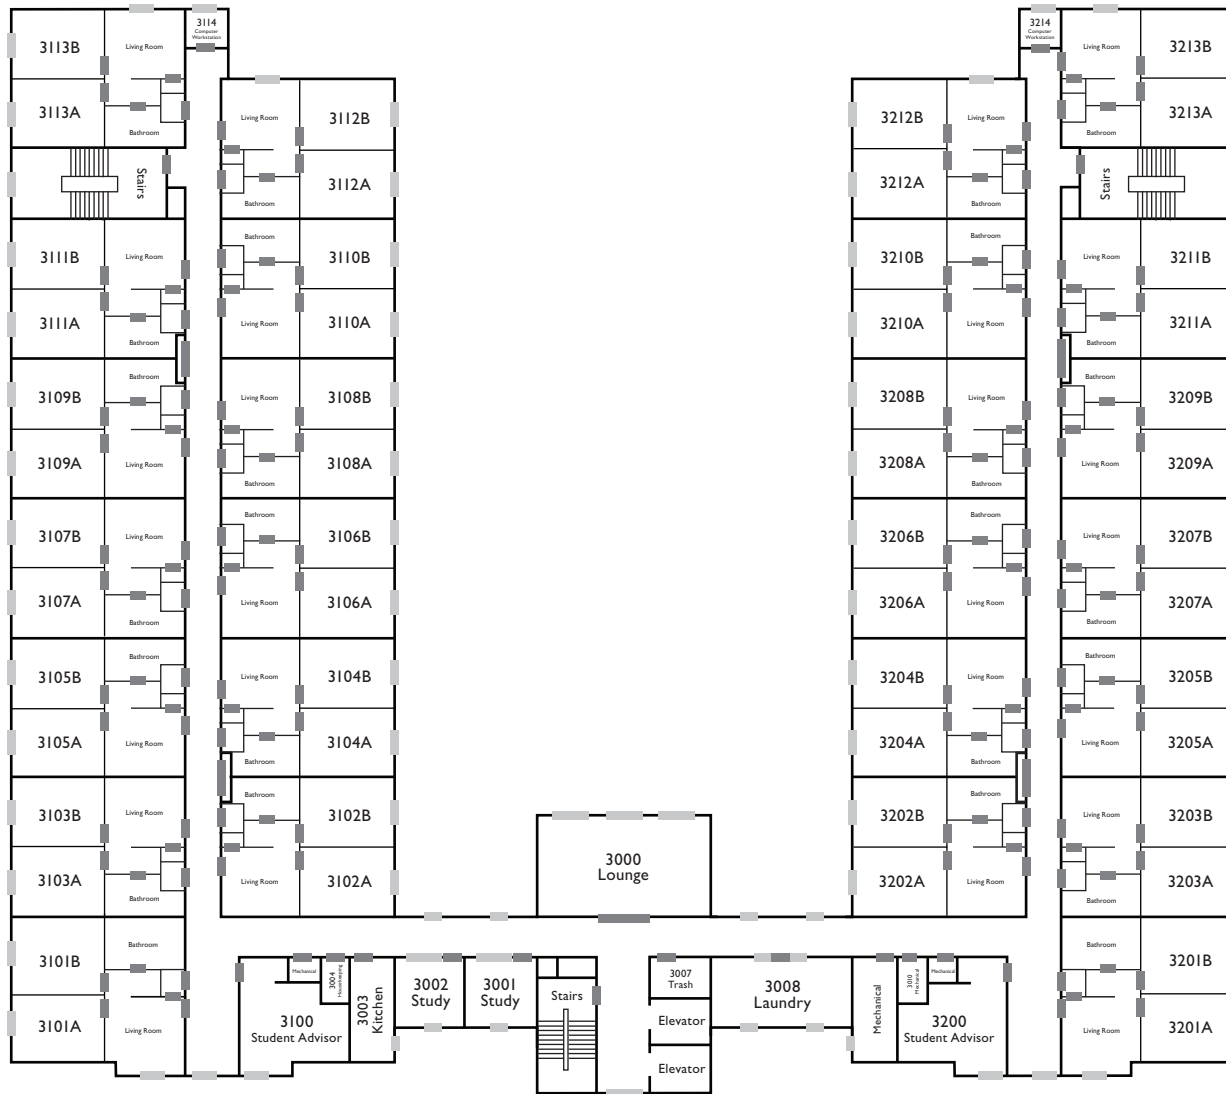 3114
Computer
Workstation
3113B
Living Room
3113A
Bathroom
Stairs
3111B
Living Room
3111A
Bathroom
Bathroom
3109B
3109A
Living Room
3107B
Living Room
3107A
Bathroom
Bathroom
3105B
3105A
Living Room
3103B
Living Room
3103A
Bathroom
Bathroom
3101B
3101A
Living Room
Living Room
3112B
3112A
Bathroom
Bathroom
3110B
3110A
Living Room
Living Room
3108B
3108A
Bathroom
Bathroom
3106B
3106A
Living Room
Living Room
3104B
3104A
Bathroom
Bathroom
3102B
3102A
Living Room
3000
Lounge
Mechanical
3004
Housekeeping
3100
Student Advisor
3003
Kitchen
3002
Study
3001
Study
Stairs
3007
Trash
Elevator
Elevator
3008
Laundry
Mechanical
3010
Mechanical
Mechanical
3200
Student Advisor
3212B
Living Room
3212A
Bathroom
Bathroom
3210B
3210A
Living Room
3208B
Living Room
3208A
Bathroom
Bathroom
3206B
3206A
Living Room
3204B
Living Room
3204A
Bathroom
Bathroom
3202B
3202A
Living Room
3214
Computer
Workstation
Living Room
3213B
3213A
Bathroom
Stairs
Living Room
3211B
3211A
Bathroom
Bathroom
3209B
3209A
Living Room
Living Room
3207B
3207A
Bathroom
Bathroom
3205B
3205A
Living Room
Living Room
3203B
3203A
Bathroom
Bathroom
3201B
3201A
Living Room